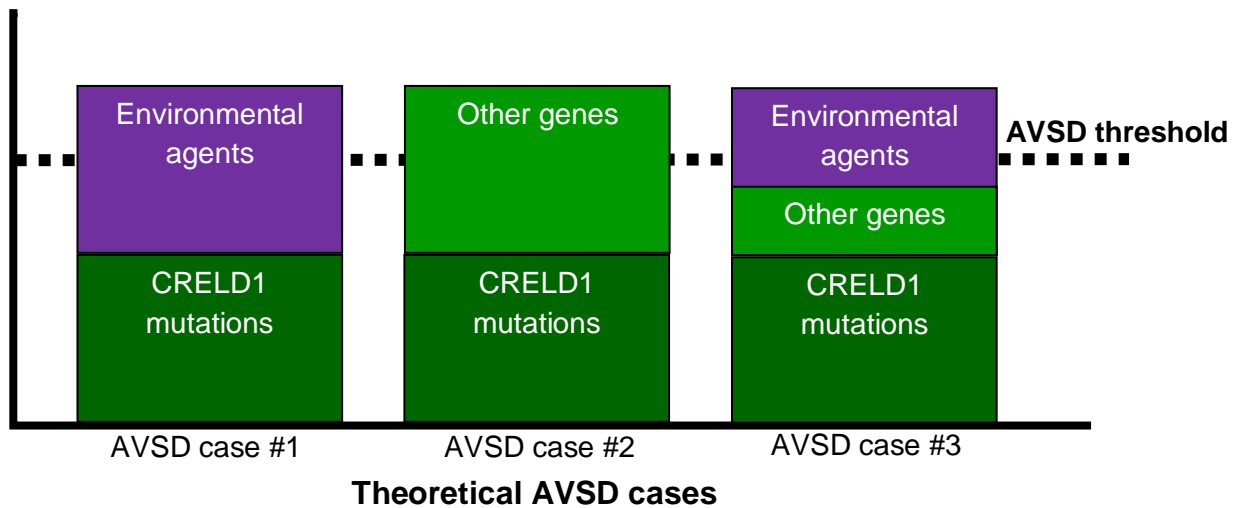 Environmental
agents
Other genes
Environmental
agents
AVSD threshold
Other genes
CRELD1
mutations
CRELD1
mutations
CRELD1
mutations
AVSD case #1
AVSD case #2
AVSD case #3
Theoretical AVSD cases